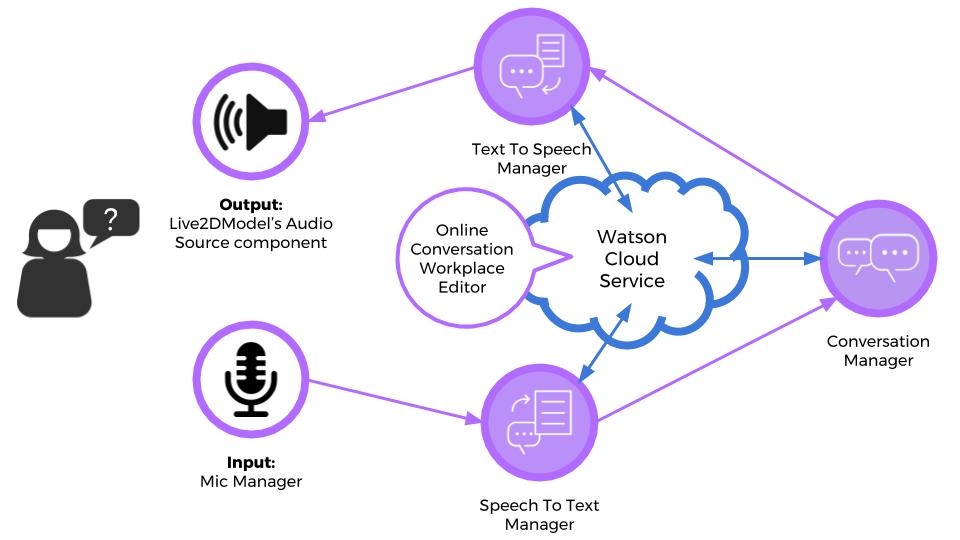 Text To Speech
Manager
Output:
Live2DModel's Audio
Source component
?
Online
Conversation
Workplace
Editor
Watson
Cloud
Service
Conversation
Manager
Input:
Mic Manager
Speech To Text
Manager